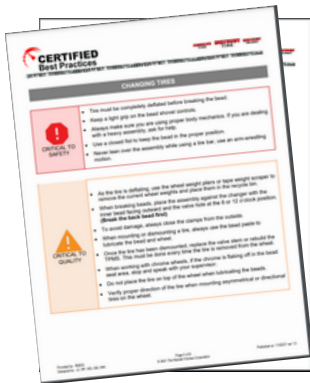 CERTIFIED
Best Practices
AMERICA'S DISCOUNT TIRE
CHANGING TIRES
CRITICAL TO
SAFETY
Tire must be completely deflated before breaking the bead.
Keep a light grip on the bead shover controls.
Always make sure you are using proper body mechanics. If you are dealing
with a heavy assembly, ask for help.
Use a closed fist to keep the bead in the proper position.
Never lean over the assembly while using a tire bar, use an arm-wrestling
motion.
CRITICAL TO
QUALITY
As the tire is deflating, use the wheel weight pliers or tape weight scraper to
remove the current wheel weights and place them in the recycle bin.
When breaking beads, place the assembly against the changer with the
inner bead facing outward and the valve hole at the 6 or 12 o'clock position.
(Break the back bead first)
To avoid damage, always close the clamps from the outside.
When mounting or dismounting a tire, always use the bead paste to
lubricate the bead and wheel.
Once the tire has been dismounted, replace the valve stem or rebuild the
TPMS. This must be done every time the tire is removed from the wheel.
When working with chrome wheels, if the chrome is flaking off in the bead
seat area, stop and speak with your supervisor.
Do not place the tire on top of the wheel when lubricating the beads.
Verify proper direction of the tire when mounting asymmetrical or directional
tires on the wheel.